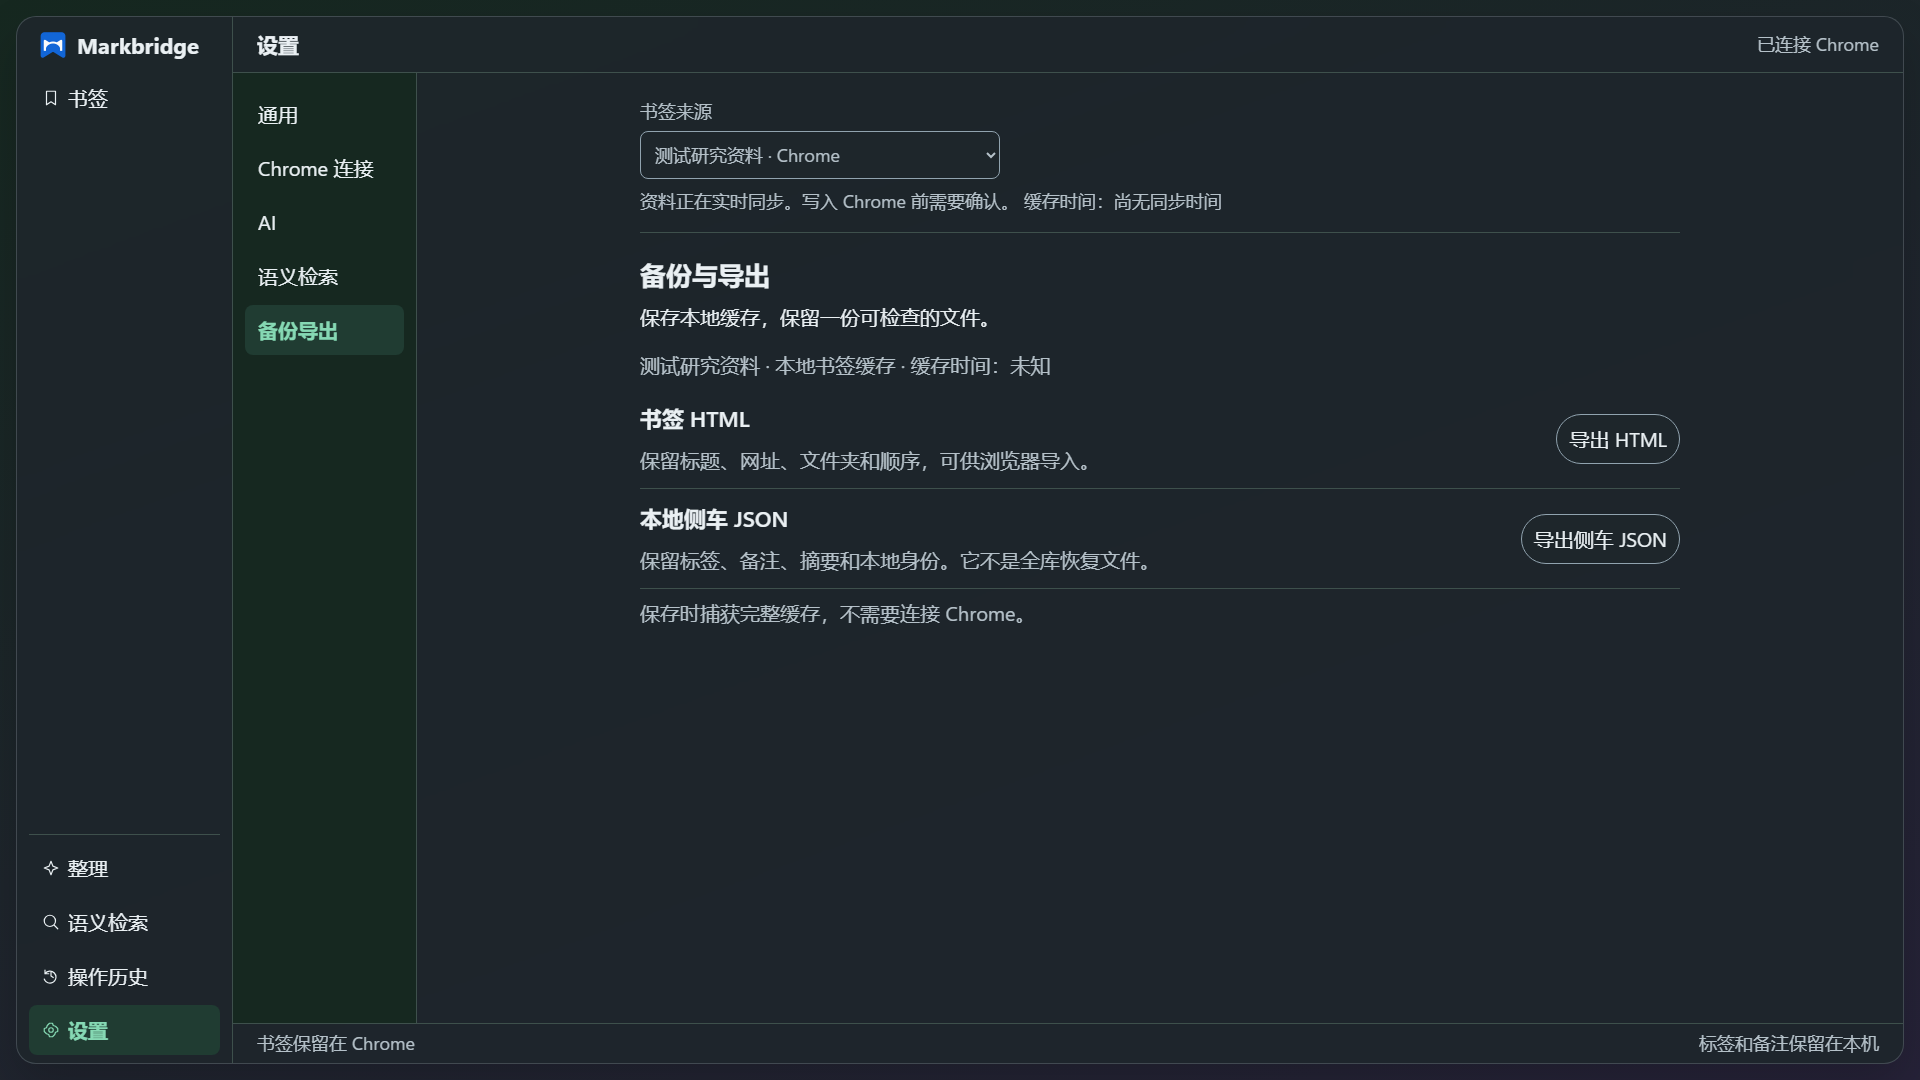 Markbridge
书签
整理
语义检索
操作历史
设置
设置
已连接 Chrome
通用
Chrome 连接
AI
语义检索
备份导出
书签来源
测试研究资料 · Chrome
资料正在实时同步。写入 Chrome 前需要确认。 缓存时间：尚无同步时间
备份与导出
保存本地缓存，保留一份可检查的文件。
测试研究资料 · 本地书签缓存 · 缓存时间：未知
书签 HTML
保留标题、网址、文件夹和顺序，可供浏览器导入。
导出 HTML
本地侧车 JSON
保留标签、备注、摘要和本地身份。它不是全库恢复文件。
导出侧车 JSON
保存时捕获完整缓存，不需要连接 Chrome。
书签保留在 Chrome
标签和备注保留在本机